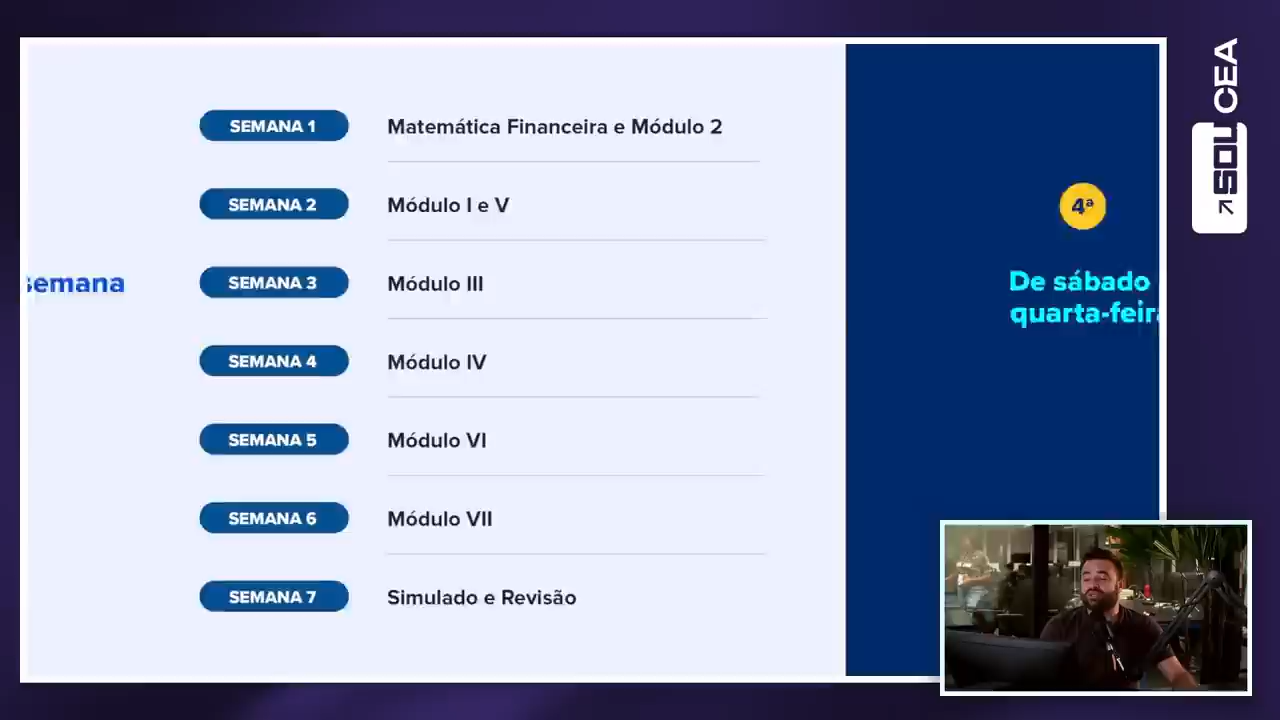 semana
SEMANA 1
Matemática Financeira e Módulo 2
SEMANA 2
Módulo I e V
SEMANA 3
Módulo III
SEMANA 4
Módulo IV
SEMANA 5
Módulo VI
SEMANA 6
Módulo VII
SEMANA 7
Simulado e Revisão
4ª
De sábado
quarta-feira
SOU CEA